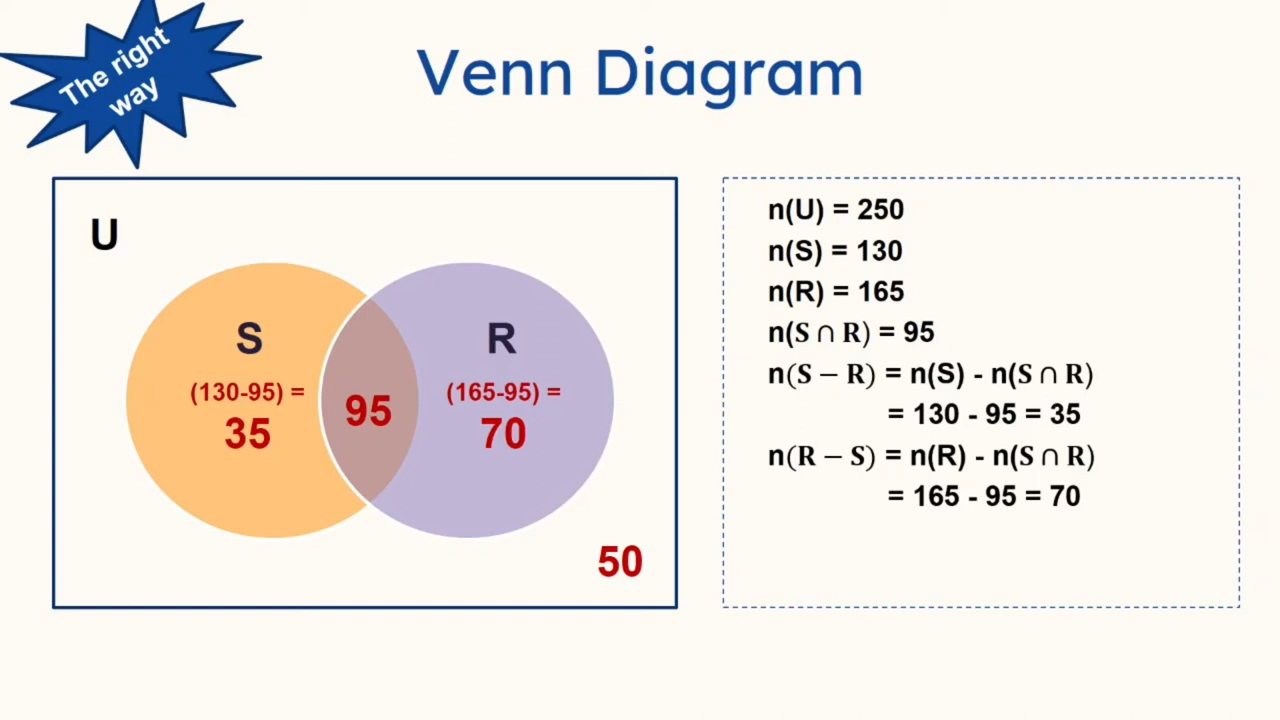 The right
way
Venn Diagram
U
S
(130-95) =
35
95
R
(165-95) =
70
50
n(U) = 250
n(S) = 130
n(R) = 165
n(S ∩ R) = 95
n(S − R) = n(S) - n(S ∩ R)
= 130 - 95 = 35
n(R − S) = n(R) - n(S ∩ R)
= 165 - 95 = 70